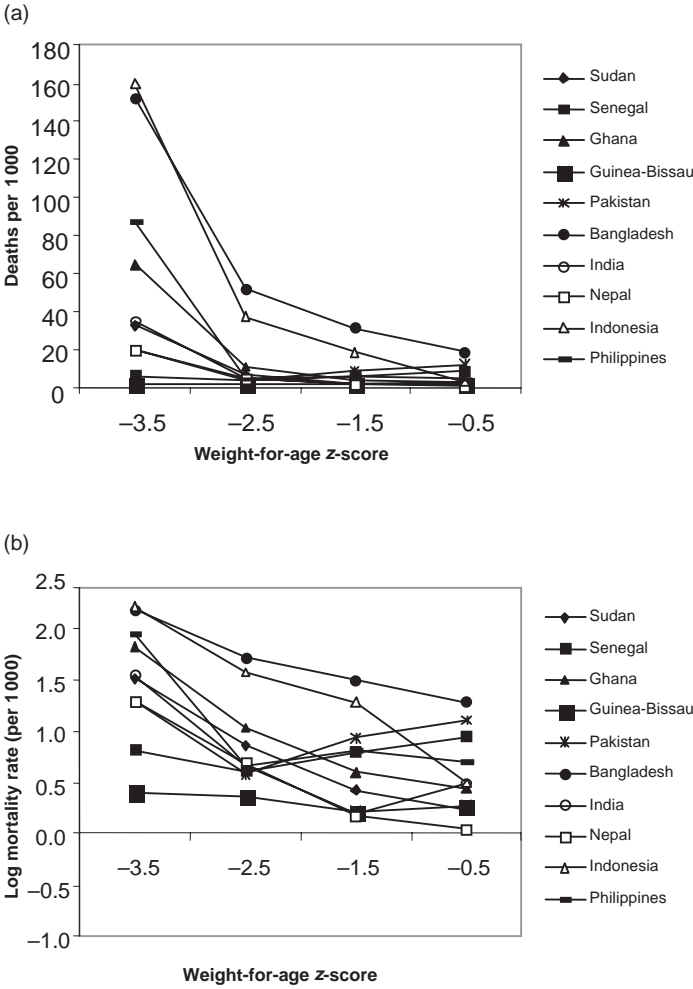 (a)
Deaths per 1000
180
160
140
120
100
80
60
40
20
0
–3.5 –2.5 –1.5 –0.5
Weight-for-age z-score
Sudan
Senegal
Ghana
Guinea-Bissau
Pakistan
Bangladesh
India
Nepal
Indonesia
Philippines
(b)
Log mortality rate (per 1000)
2.5
2.0
1.5
1.0
0.5
0.0
–0.5
–1.0
–3.5 –2.5 –1.5 –0.5
Weight-for-age z-score
Sudan
Senegal
Ghana
Guinea-Bissau
Pakistan
Bangladesh
India
Nepal
Indonesia
Philippines